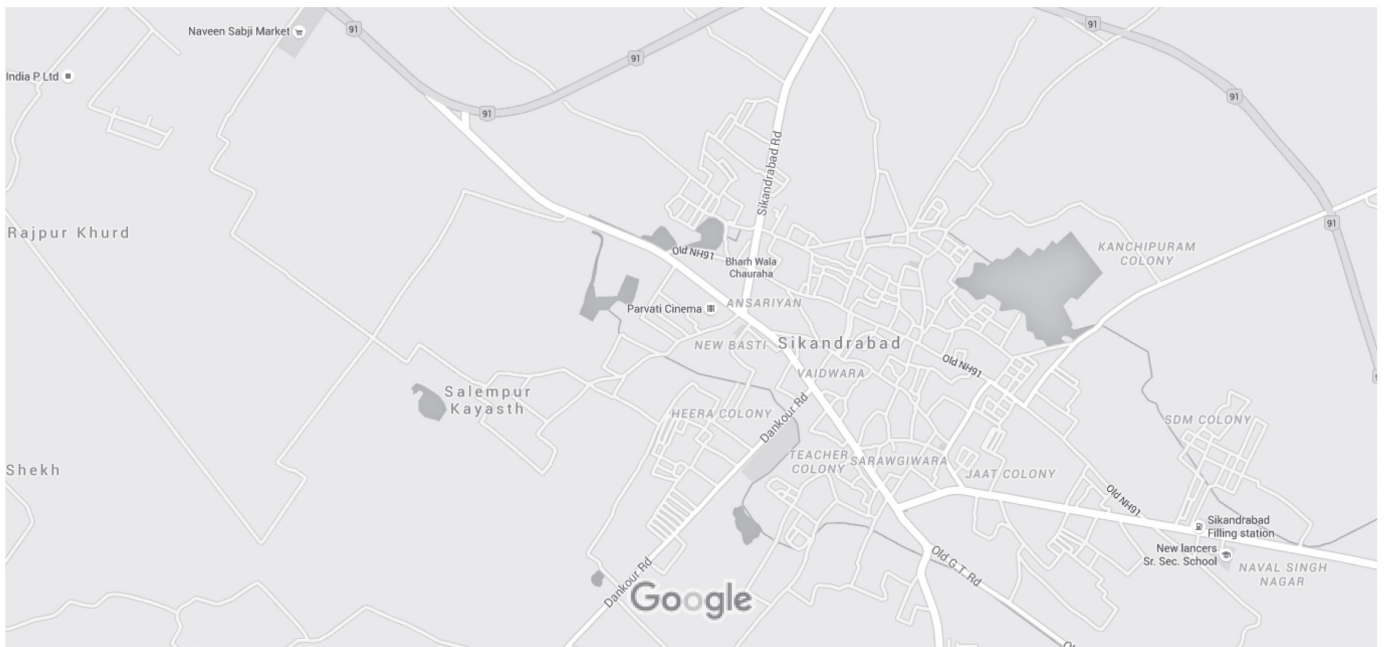 91
Naveen Sabji Market
91
91
India P Ltd
91
91
Sikandrabad Rd
91
Rajpur Khurd
KANCHIPURAM
COLONY
Old NH91
Bharh Wala
Chauraha
Parvati Cinema
ANSARIYAN
NEW BASTI
Sikandrabad
Old NH91
VAIDWARA
Salempur
Kayasth
HEERA COLONY
Dankour Rd
SDM COLONY
TEACHER
COLONY
SARAWGIWARA
Shekh
JAAT COLONY
Old NH91
Sikandrabad
Filling station
New lancers
Sr. Sec. School
Old G.T. Rd
NAVAL SINGH
NAGAR
Dankour Rd
Google